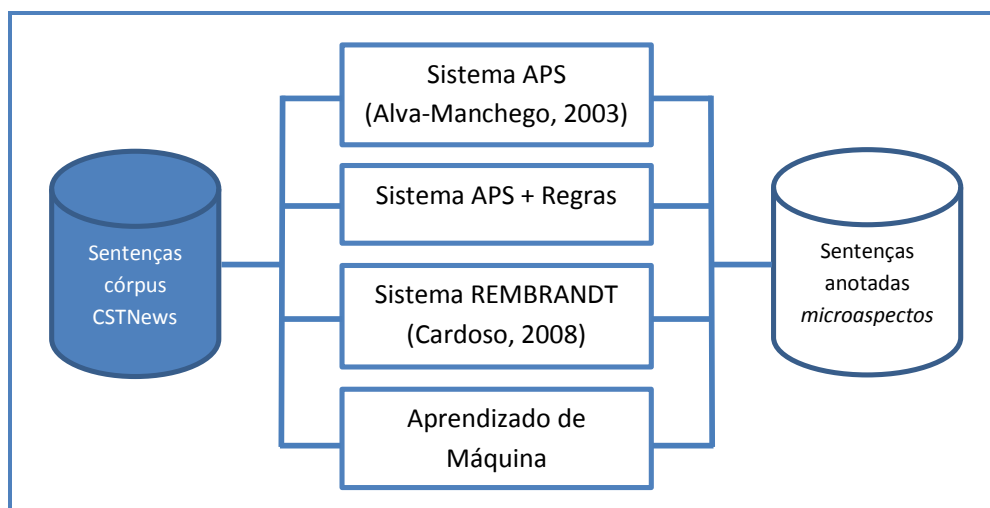 Sentenças
córpus
CSTNews
Sistema APS
(Alva-Manchego, 2003)
Sistema APS + Regras
Sistema REMBRANDT
(Cardoso, 2008)
Aprendizado de
Máquina
Sentenças
anotadas
microaspectos